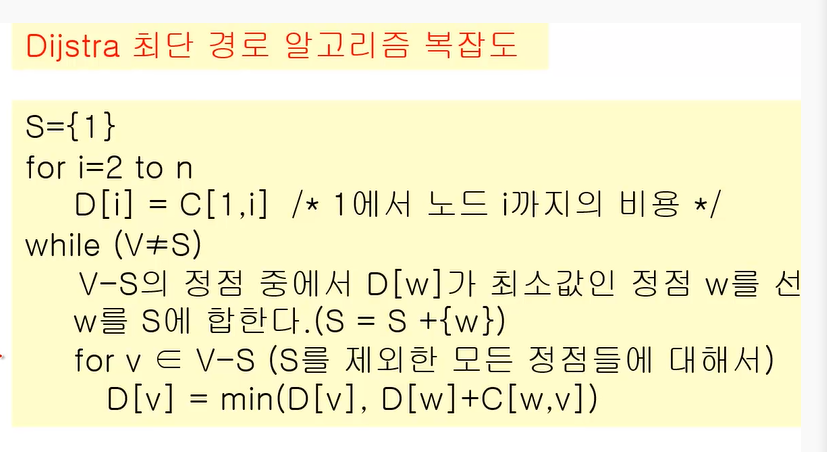 Dijstra 최단 경로 알고리즘 복잡도
S={1}
for i=2 to n
D[i] = C[1,i] /* 1에서 노드 i까지의 비용 */
while (V≠S)
V-S의 정점 중에서 D[w]가 최소값인 정점 w를 선
w를 S에 합한다.(S = S +{w})
for v ∈ V-S (S를 제외한 모든 정점들에 대해서)
D[v] = min(D[v], D[w]+C[w,v])